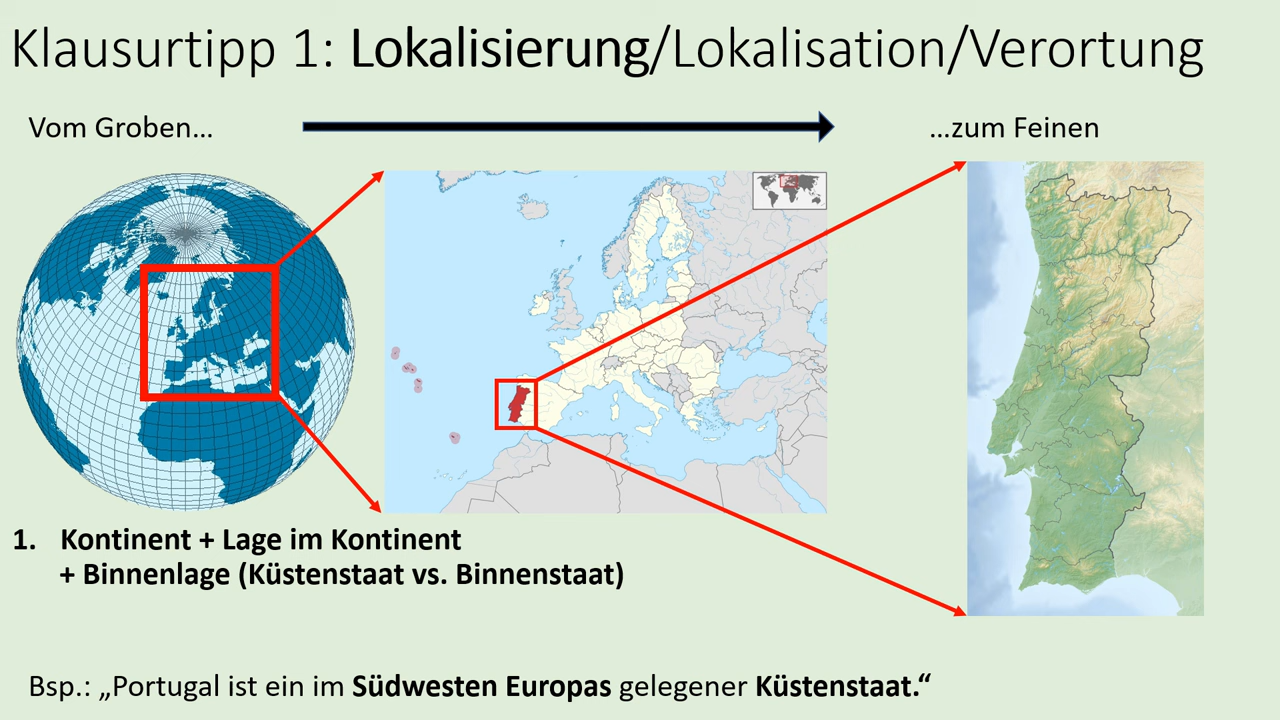 Klausurtipp 1: Lokalisierung/Lokalisation/Verortung
Vom Groben…
…zum Feinen
1. Kontinent + Lage im Kontinent
+ Binnenlage (Küstenstaat vs. Binnenstaat)
Bsp.: „Portugal ist ein im Südwesten Europas gelegener Küstenstaat.“